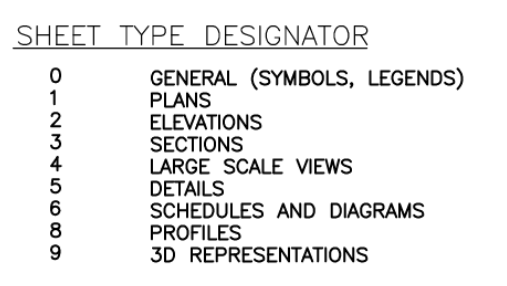 SHEET TYPE DESIGNATOR
0 GENERAL (SYMBOLS, LEGENDS)
1 PLANS
2 ELEVATIONS
3 SECTIONS
4 LARGE SCALE VIEWS
5 DETAILS
6 SCHEDULES AND DIAGRAMS
8 PROFILES
9 3D REPRESENTATIONS